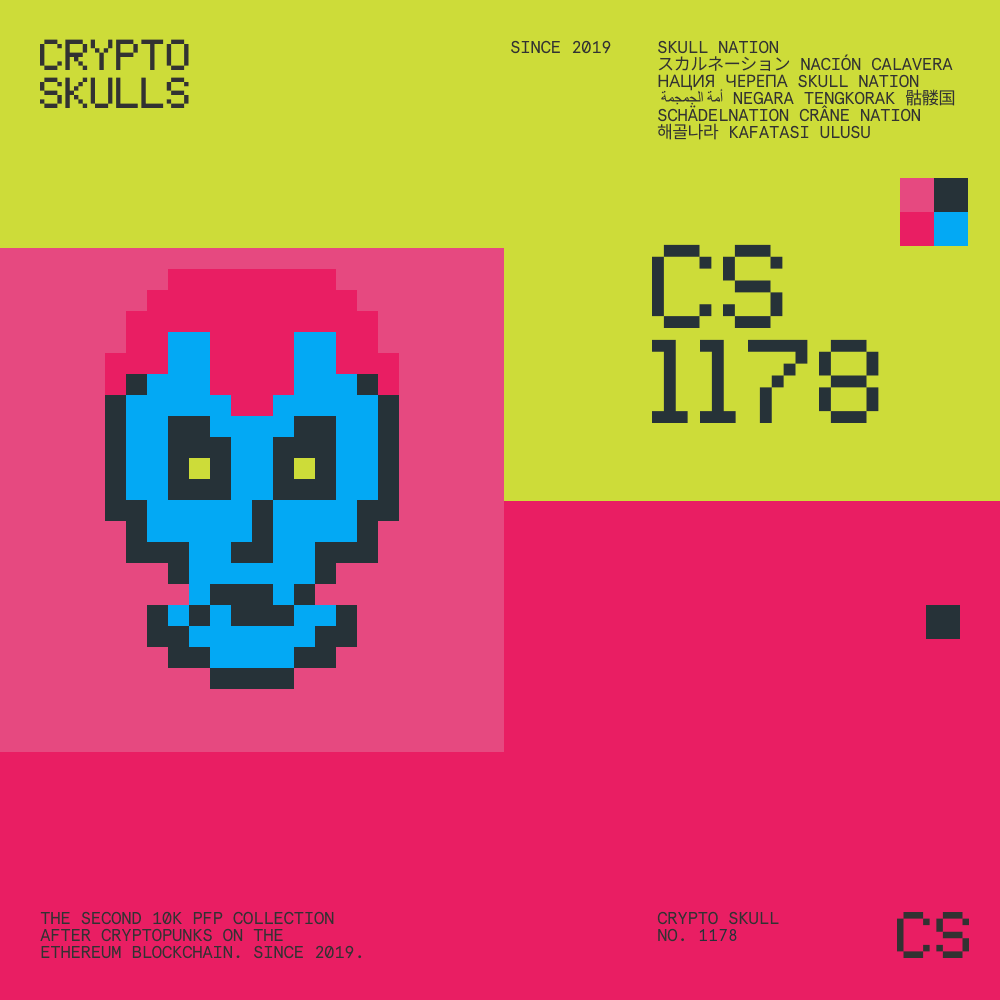 CRYPTO
SKULLS
SINCE 2019
SKULL NATION
スカルネーション NACIÓN CALAVERA
НАЦИЯ ЧЕРЕПА SKULL NATION
أمة الجمجمة NEGARA TENGKORAK 骷髅国
SCHÄDELNATION CRÂNE NATION
해골나라 KAFATASI ULUSU
CS
1178
THE SECOND 10K PFP COLLECTION
AFTER CRYPTOPUNKS ON THE
ETHEREUM BLOCKCHAIN. SINCE 2019.
CRYPTO SKULL
NO. 1178
CS